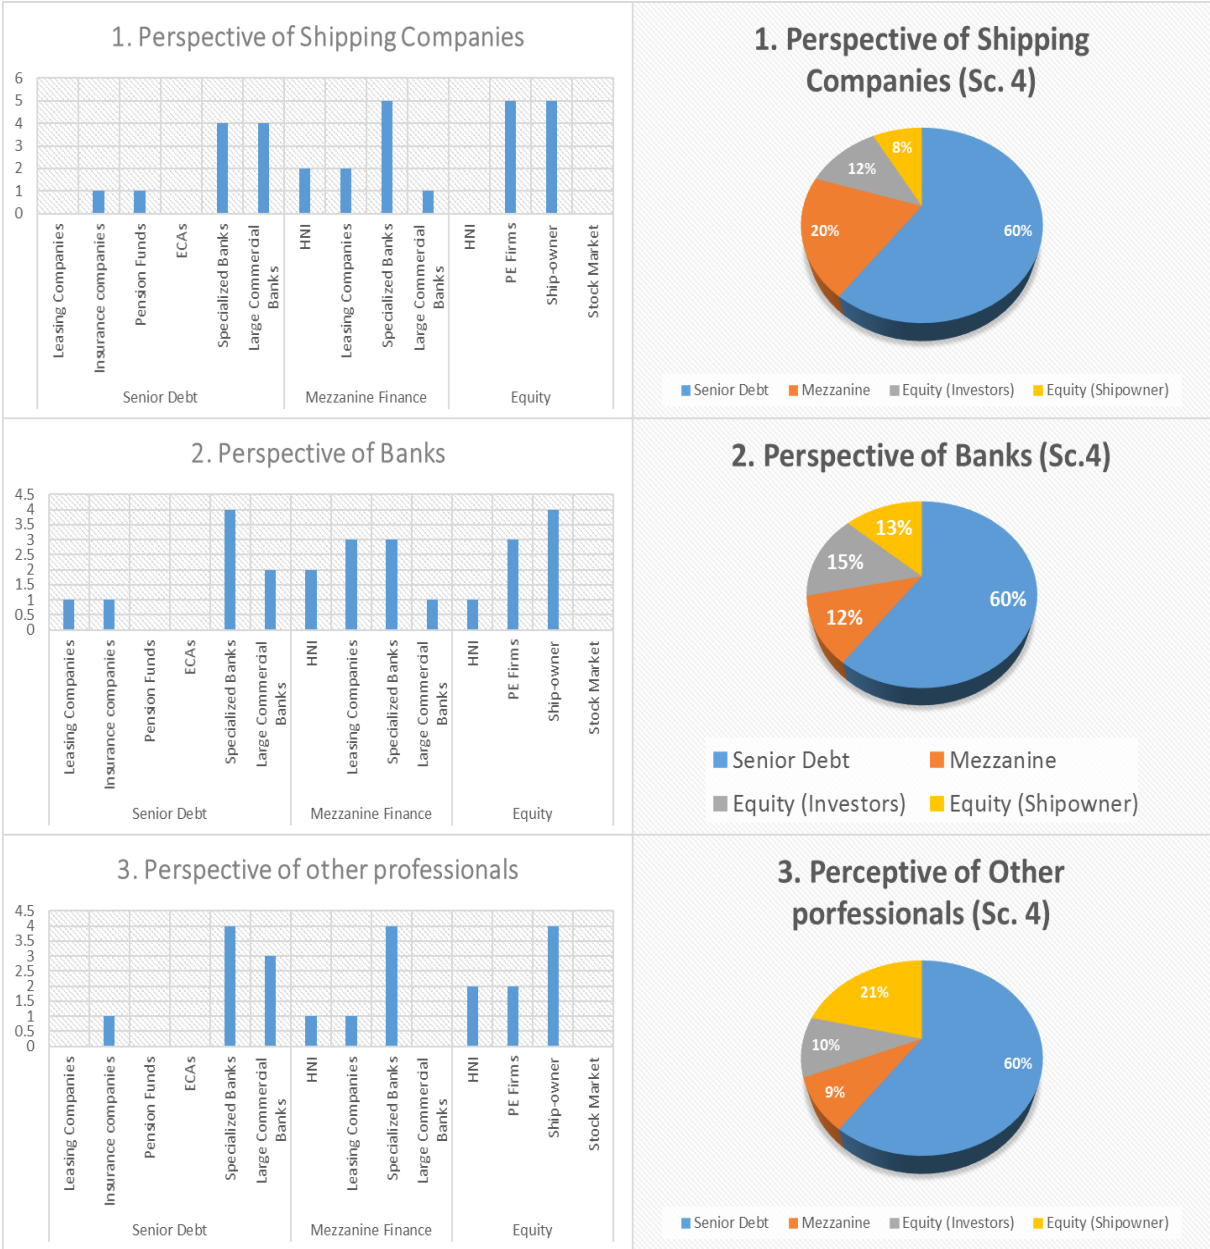 1. Perspective of Shipping Companies
6
5
4
3
2
1
0
Leasing Companies
Insurance companies
Pension Funds
ECAs
Specialized Banks
Large Commercial
Banks
HNI
Leasing Companies
Specialized Banks
Large Commercial
Banks
HNI
PE Firms
Ship-owner
Stock Market
Senior Debt
Mezzanine Finance
Equity
1. Perspective of Shipping
Companies (Sc. 4)
8%
12%
20%
60%
Senior Debt
Mezzanine
Equity (Investors)
Equity (Shipowner)
2. Perspective of Banks
4.5
4
3.5
3
2.5
2
1.5
1
0.5
0
Leasing Companies
Insurance companies
Pension Funds
ECAs
Specialized Banks
Large Commercial
Banks
HNI
Leasing Companies
Specialized Banks
Large Commercial
Banks
HNI
PE Firms
Ship-owner
Stock Market
Senior Debt
Mezzanine Finance
Equity
2. Perspective of Banks (Sc.4)
13%
15%
12%
60%
Senior Debt
Mezzanine
Equity (Investors)
Equity (Shipowner)
3. Perspective of other professionals
4.5
4
3.5
3
2.5
2
1.5
1
0.5
0
Leasing Companies
Insurance companies
Pension Funds
ECAs
Specialized Banks
Large Commercial
Banks
HNI
Leasing Companies
Specialized Banks
Large Commercial
Banks
HNI
PE Firms
Ship-owner
Stock Market
Senior Debt
Mezzanine Finance
Equity
3. Perceptive of Other
porfessionals (Sc. 4)
21%
10%
9%
60%
Senior Debt
Mezzanine
Equity (Investors)
Equity (Shipowner)